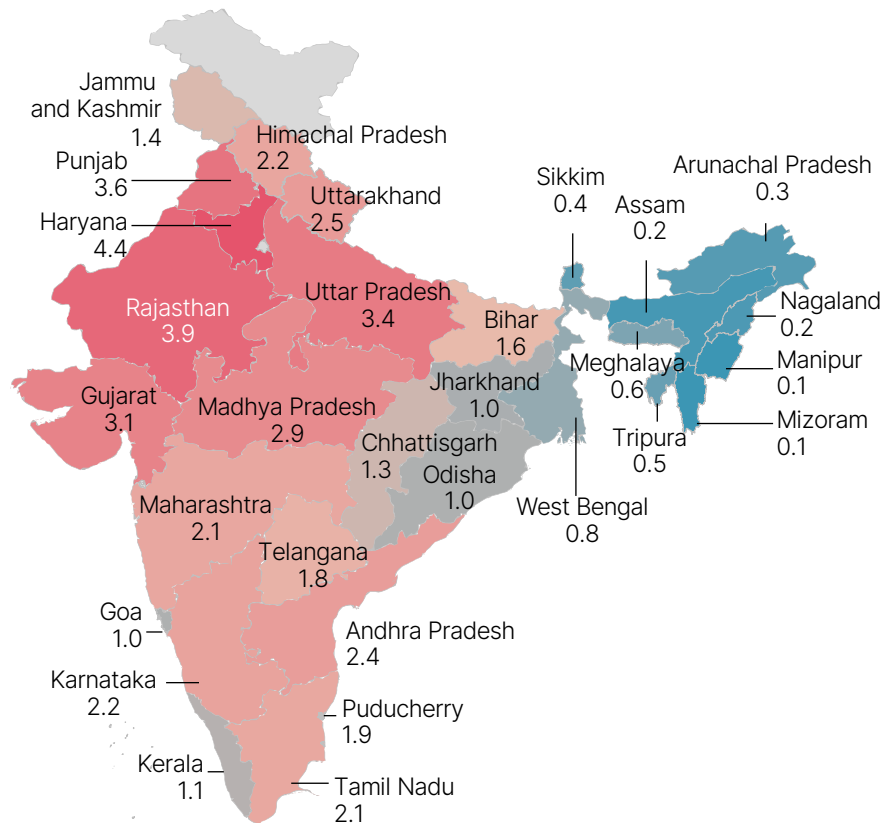 Jammu
and Kashmir
1.4
Himachal Pradesh
2.2
Punjab
3.6
Uttarakhand
2.5
Haryana
4.4
Sikkim
0.4
Arunachal Pradesh
0.3
Assam
0.2
Rajasthan
3.9
Uttar Pradesh
3.4
Bihar
1.6
Nagaland
0.2
Meghalaya
0.6
Manipur
0.1
Gujarat
3.1
Madhya Pradesh
2.9
Jharkhand
1.0
Mizoram
0.1
Tripura
0.5
Chhattisgarh
1.3
Odisha
1.0
West Bengal
0.8
Maharashtra
2.1
Telangana
1.8
Goa
1.0
Andhra Pradesh
2.4
Karnataka
2.2
Puducherry
1.9
Kerala
1.1
Tamil Nadu
2.1